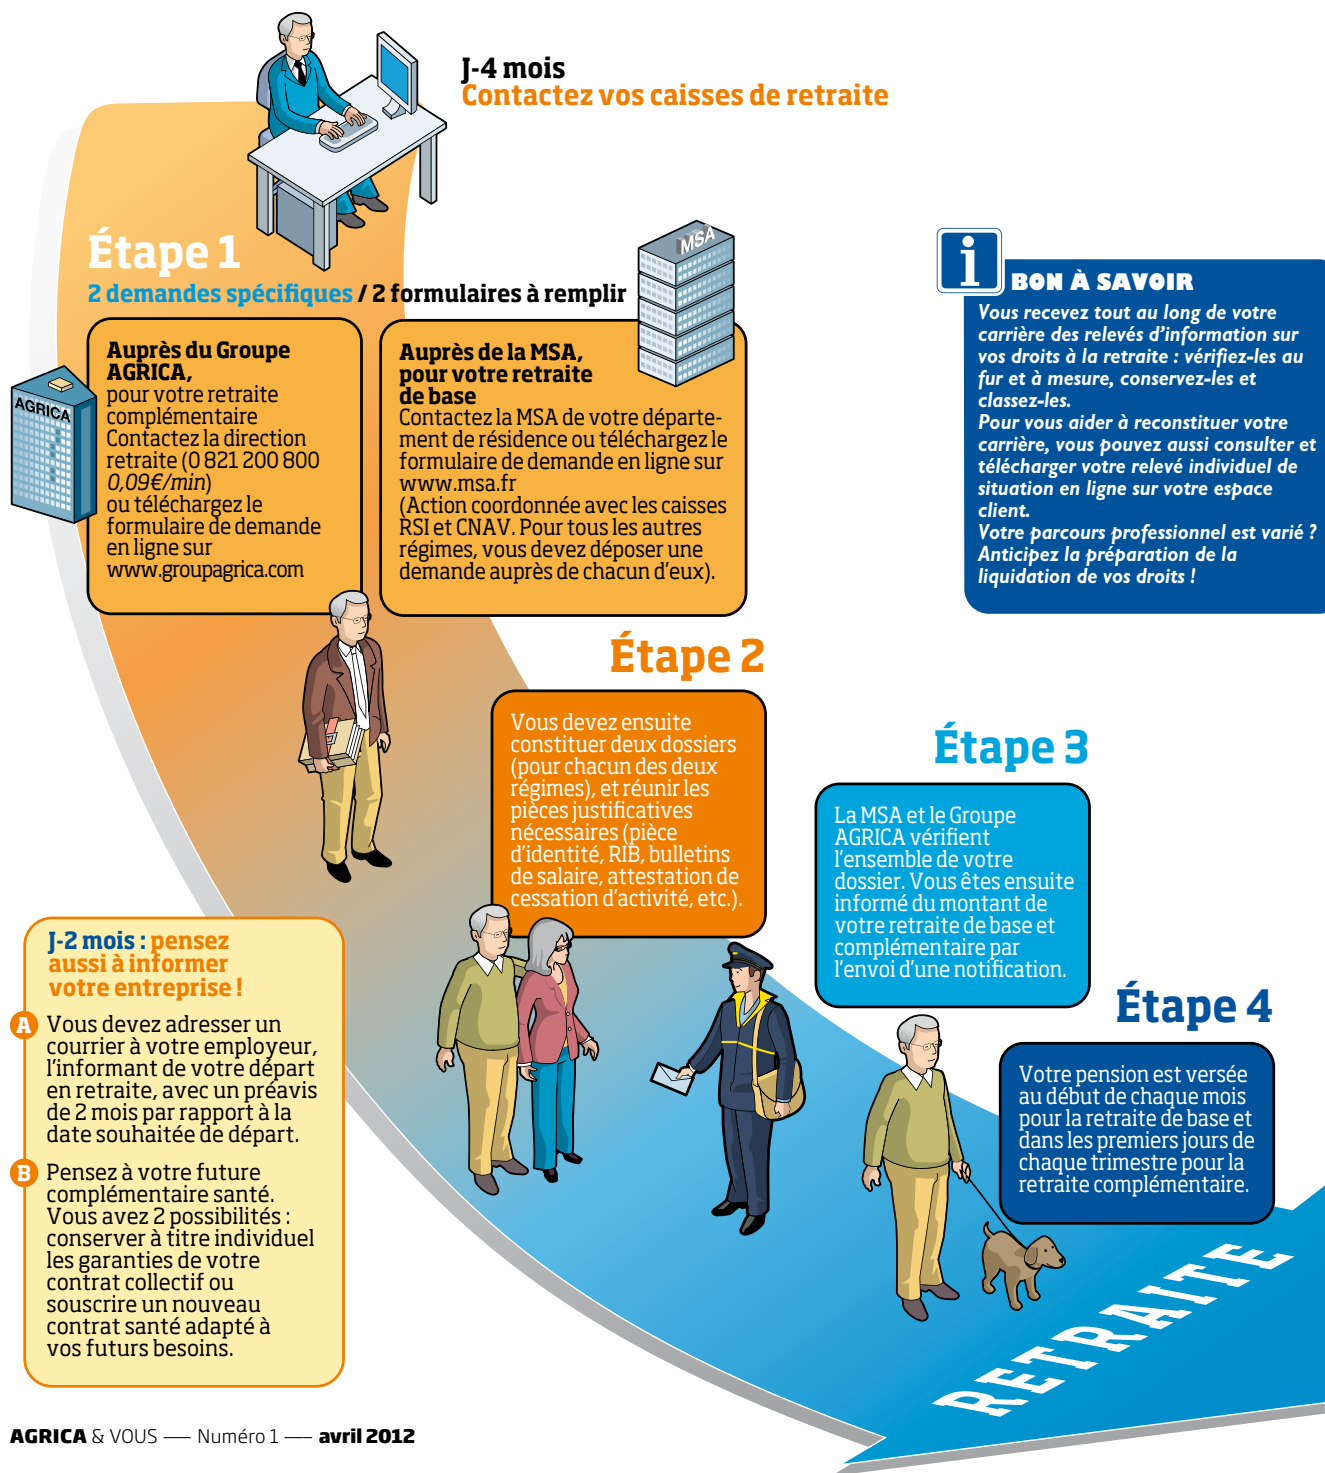 J-4 mois
Contactez vos caisses de retraite
Étape 1
2 demandes spécifiques / 2 formulaires à remplir
AGRICA
Auprès du Groupe
AGRICA,
pour votre retraite
complémentaire
Contactez la direction
retraite (0 821 200 800
0,09€/min)
ou téléchargez le
formulaire de demande
en ligne sur
www.groupagrica.com
MSA
Auprès de la MSA,
pour votre retraite
de base
Contactez la MSA de votre départe-
ment de résidence ou téléchargez le
formulaire de demande en ligne sur
www.msa.fr
(Action coordonnée avec les caisses
RSI et CNAV. Pour tous les autres
régimes, vous devez déposer une
demande auprès de chacun d'eux).
i
BON À SAVOIR
Vous recevez tout au long de votre
carrière des relevés d'information sur
vos droits à la retraite : vérifiez-les au
fur et à mesure, conservez-les et
classez-les.
Pour vous aider à reconstituer votre
carrière, vous pouvez aussi consulter et
télécharger votre relevé individuel de
situation en ligne sur votre espace
client.
Votre parcours professionnel est varié ?
Anticipez la préparation de la
liquidation de vos droits !
Étape 2
Vous devez ensuite
constituer deux dossiers
(pour chacun des deux
régimes), et réunir les
pièces justificatives
nécessaires (pièce
d'identité, RIB, bulletins
de salaire, attestation de
cessation d'activité, etc.).
Étape 3
La MSA et le Groupe
AGRICA vérifient
l'ensemble de votre
dossier. Vous êtes ensuite
informé du montant de
votre retraite de base et
complémentaire par
l'envoi d'une notification.
Étape 4
Votre pension est versée
au début de chaque mois
pour la retraite de base et
dans les premiers jours de
chaque trimestre pour la
retraite complémentaire.
J-2 mois : pensez
aussi à informer
votre entreprise !
A Vous devez adresser un
courrier à votre employeur,
l'informant de votre départ
en retraite, avec un préavis
de 2 mois par rapport à la
date souhaitée de départ.
B Pensez à votre future
complémentaire santé.
Vous avez 2 possibilités :
conserver à titre individuel
les garanties de votre
contrat collectif ou
souscrire un nouveau
contrat santé adapté à
vos futurs besoins.
RETRAITE
AGRICA & VOUS — Numéro 1 — avril 2012